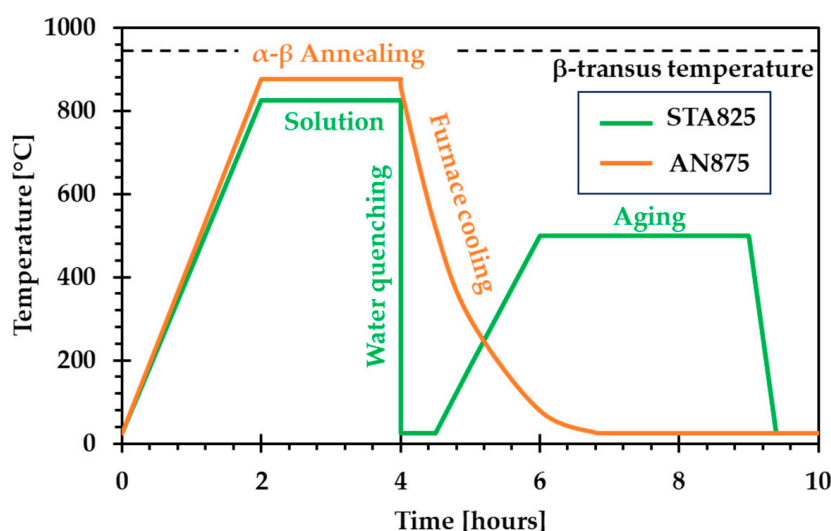 1000
800
600
400
200
0
Temperature [°C]
α-β Annealing
β-transus temperature
Solution
Water quenching
Furnace cooling
Aging
STA825
AN875
0 2 4 6 8 10
Time [hours]